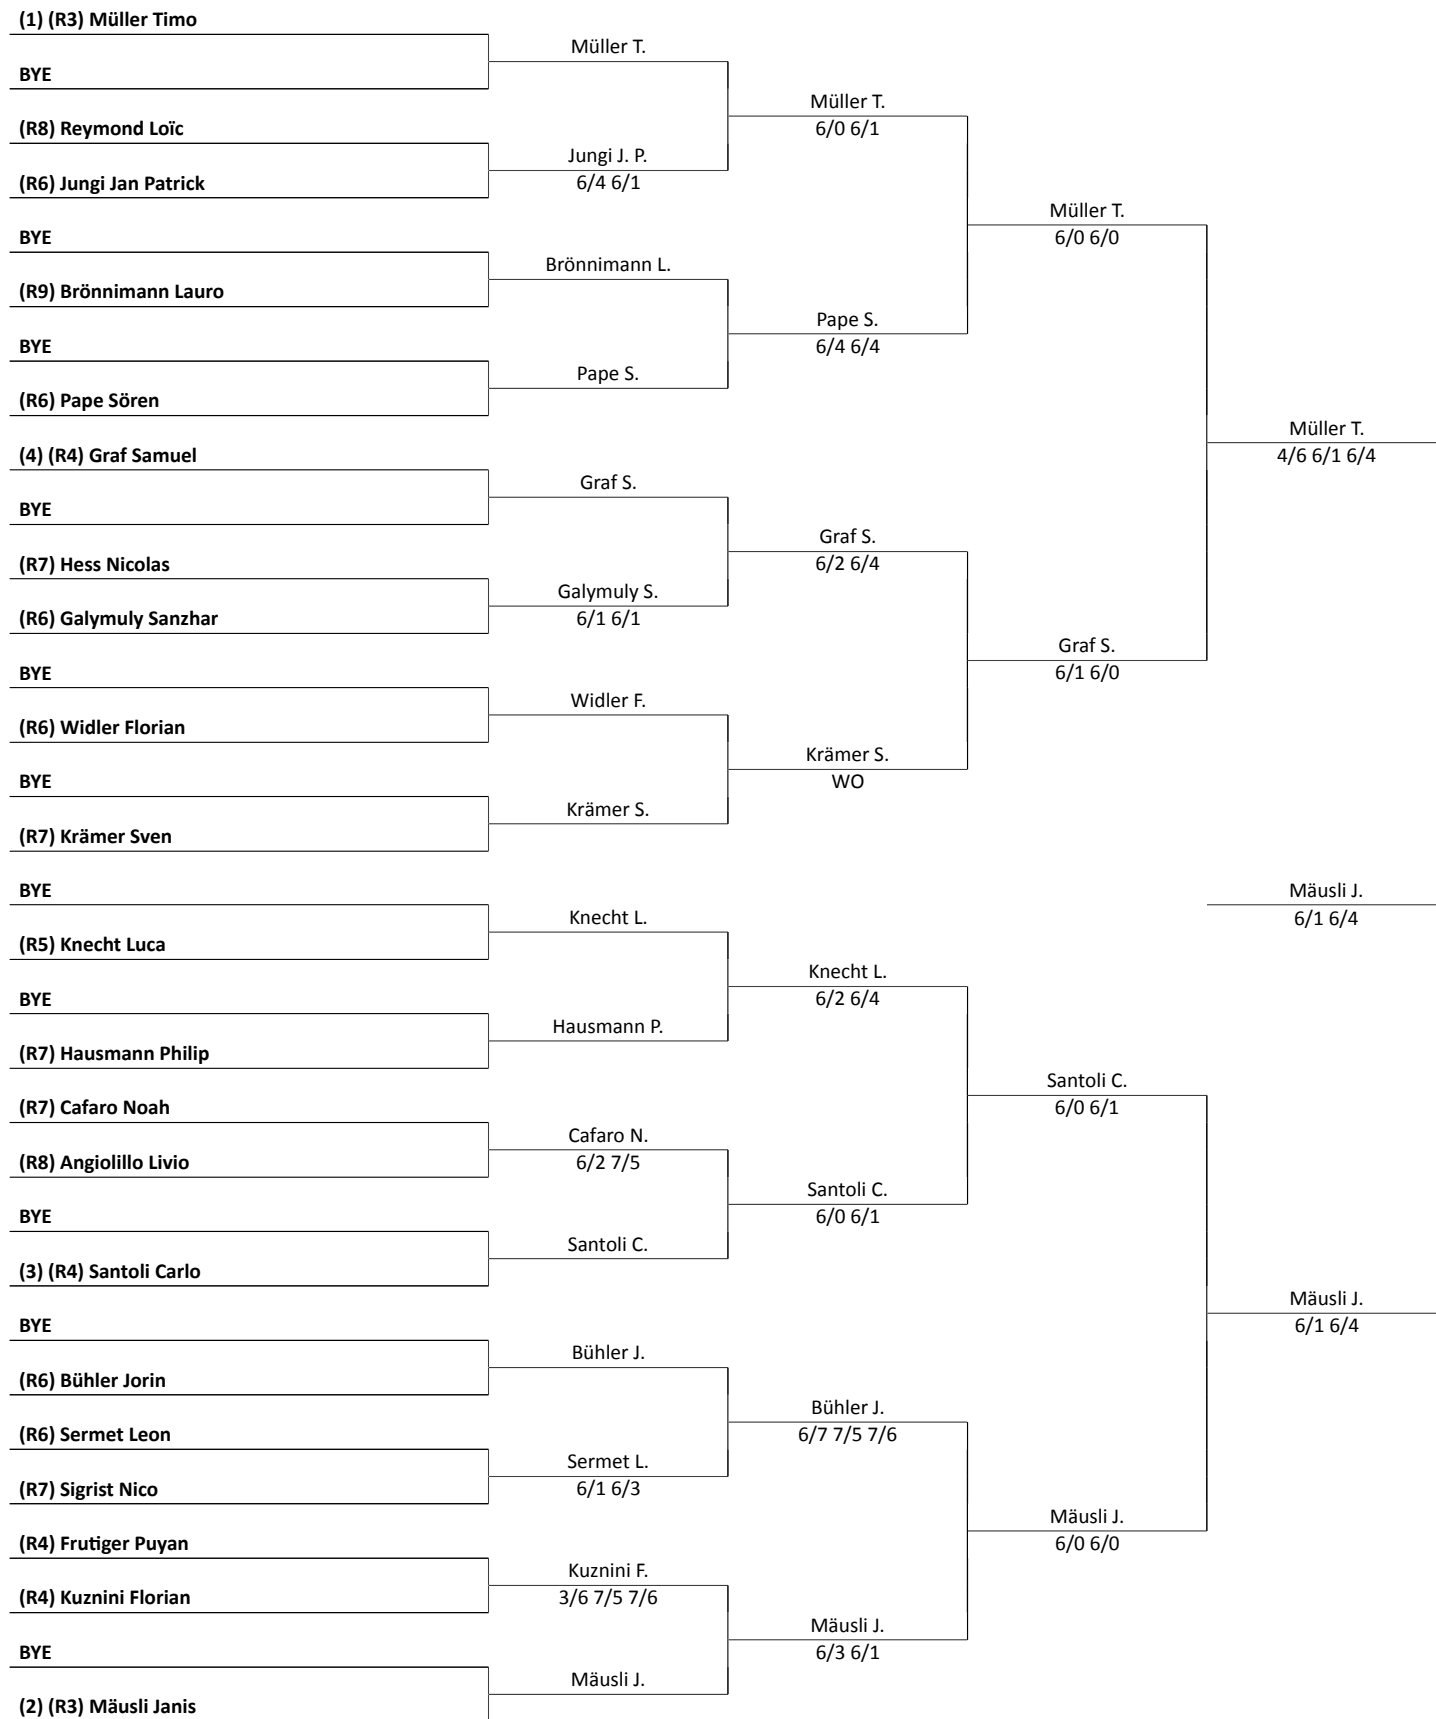 (1) (R3) Müller Timo
Müller T.
BYE
Müller T.
6/0 6/1
(R8) Reymond Loïc
Jungi J. P.
6/4 6/1
(R6) Jungi Jan Patrick
Müller T.
6/0 6/0
BYE
Brönnimann L.
(R9) Brönnimann Lauro
Pape S.
6/4 6/4
BYE
Pape S.
(R6) Pape Sören
Müller T.
4/6 6/1 6/4
(4) (R4) Graf Samuel
Graf S.
BYE
Graf S.
6/2 6/4
(R7) Hess Nicolas
Galymuly S.
6/1 6/1
(R6) Galymuly Sanzhar
Graf S.
6/1 6/0
BYE
Widler F.
(R6) Widler Florian
Krämer S.
WO
BYE
Krämer S.
(R7) Krämer Sven
BYE
Mäusli J.
6/1 6/4
Knecht L.
(R5) Knecht Luca
Knecht L.
6/2 6/4
BYE
Hausmann P.
(R7) Hausmann Philip
Santoli C.
6/0 6/1
(R7) Cafaro Noah
Cafaro N.
6/2 7/5
(R8) Angiolillo Livio
Santoli C.
6/0 6/1
BYE
Santoli C.
(3) (R4) Santoli Carlo
Mäusli J.
6/1 6/4
BYE
Bühler J.
(R6) Bühler Jorin
Bühler J.
6/7 7/5 7/6
(R6) Sermet Leon
Sermet L.
6/1 6/3
(R7) Sigrist Nico
Mäusli J.
6/0 6/0
(R4) Frutiger Puyan
Kuznini F.
3/6 7/5 7/6
(R4) Kuznini Florian
Mäusli J.
6/3 6/1
BYE
Mäusli J.
(2) (R3) Mäusli Janis